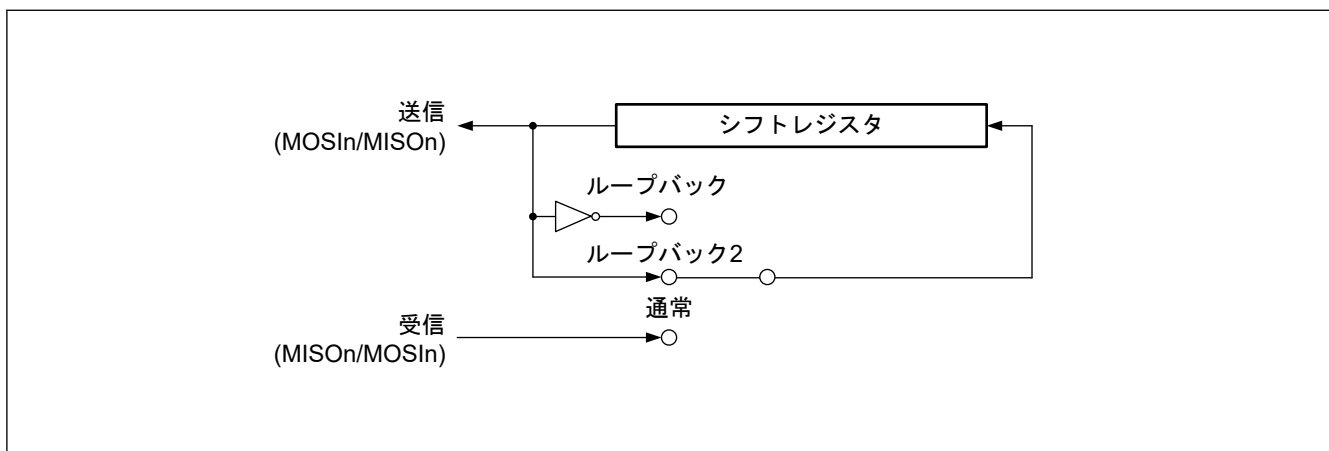 送信
(MOSIn/MISOn)
シフトレジスタ
ループバック
ループバック2
通常
受信
(MISOn/MOSIn)